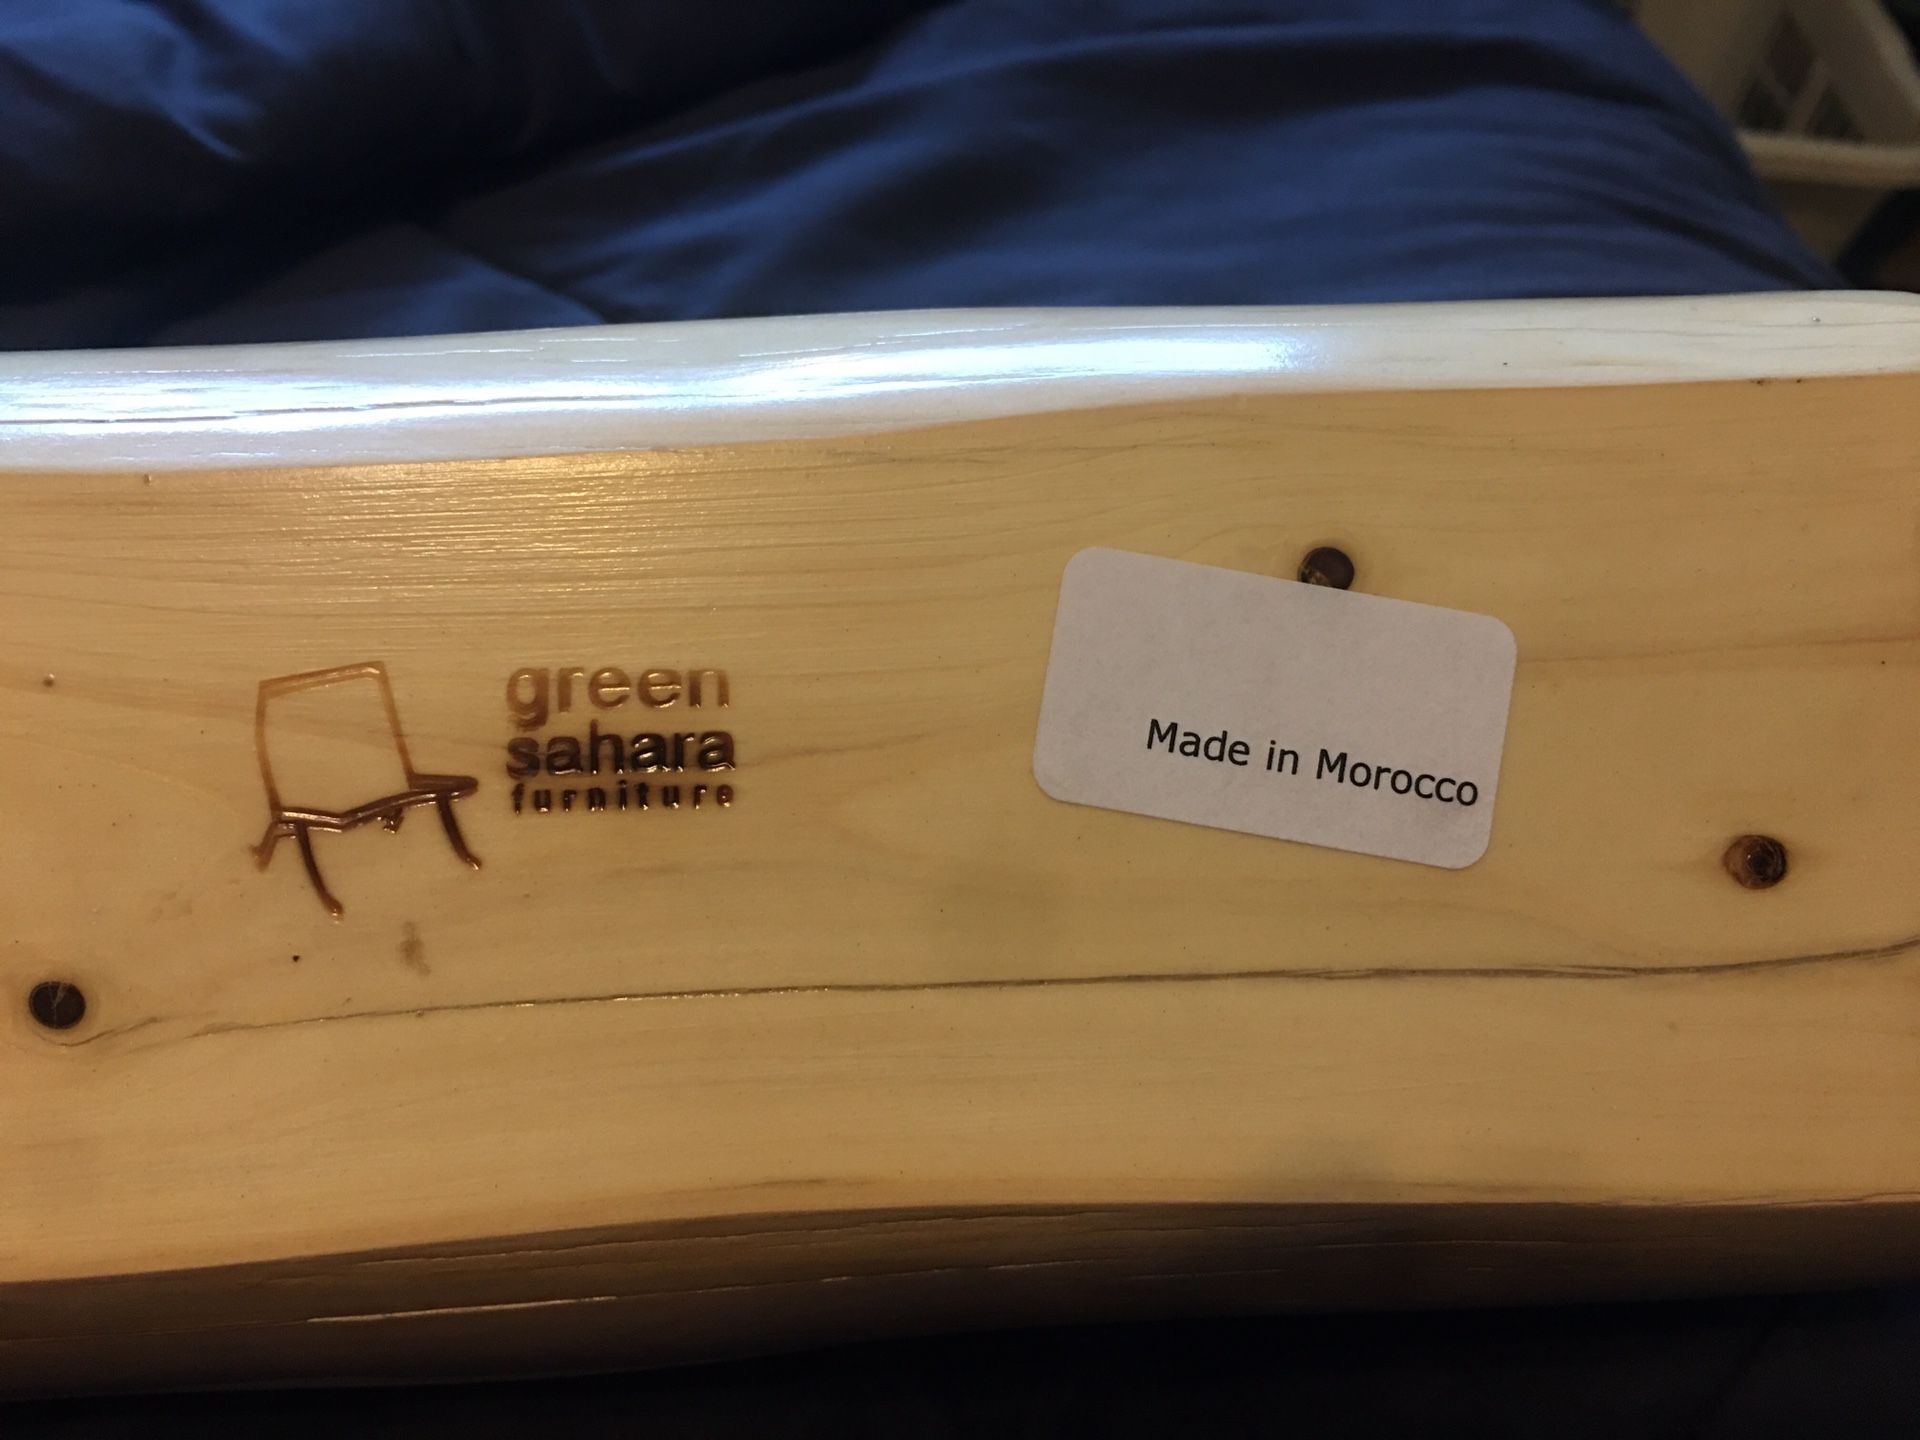 green
sahara
furniture
Made in Morocco